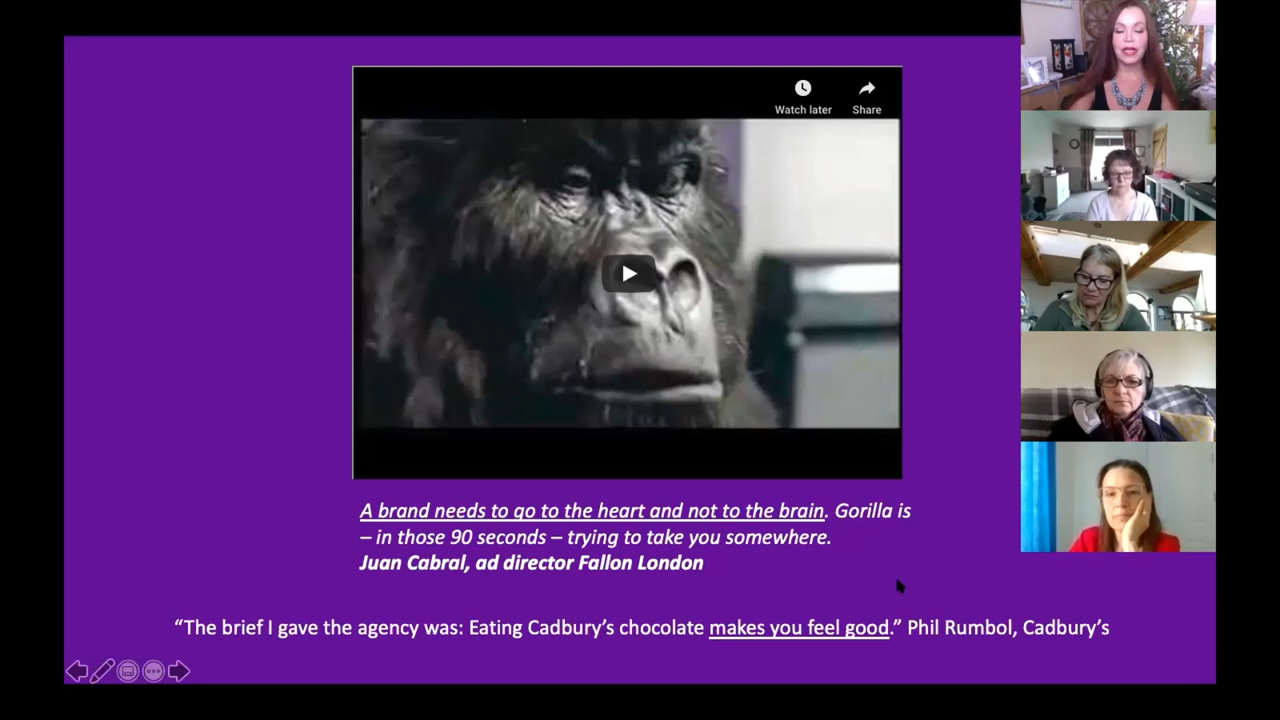 Watch later
Share
A brand needs to go to the heart and not to the brain. Gorilla is
– in those 90 seconds – trying to take you somewhere.
Juan Cabral, ad director Fallon London
“The brief I gave the agency was: Eating Cadbury’s chocolate makes you feel good.” Phil Rumbol, Cadbury’s